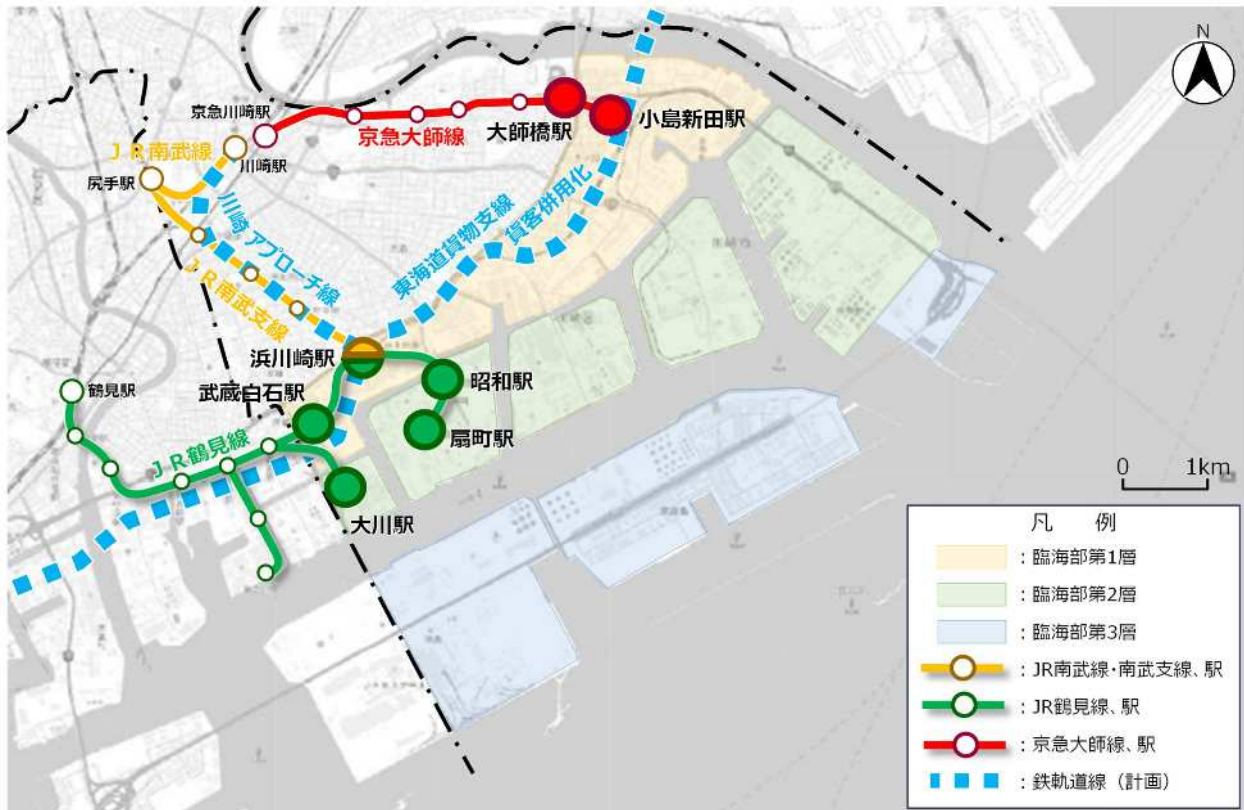 N
京急川崎駅
大師橋駅
小島新田駅
京急大師線
JR南武線
川崎駅
尻手駅
川崎アプローチ線
東海道貨物支線
貨客併用化
JR南武支線
浜川崎駅
武蔵白石駅
昭和駅
鶴見駅
扇町駅
JR鶴見線
大川駅
0 1km
凡 例
:臨海部第1層
:臨海部第2層
:臨海部第3層
:JR南武線・南武支線、駅
:JR鶴見線、駅
:京急大師線、駅
:鉄軌道線(計画)